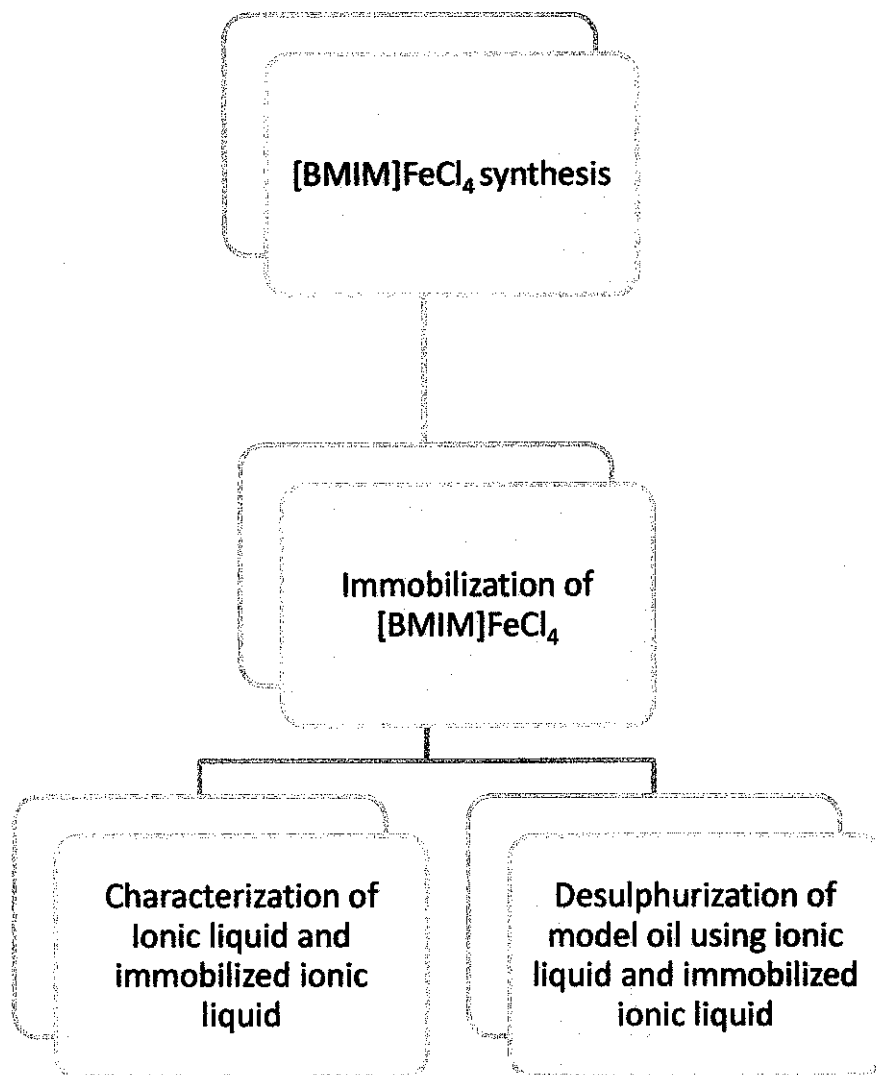 [BMIM]FeCl₄ synthesis
Immobilization of
[BMIM]FeCl₄
Characterization of
Ionic liquid and
immobilized ionic
liquid
Desulphurization of
model oil using ionic
liquid and immobilized
ionic liquid